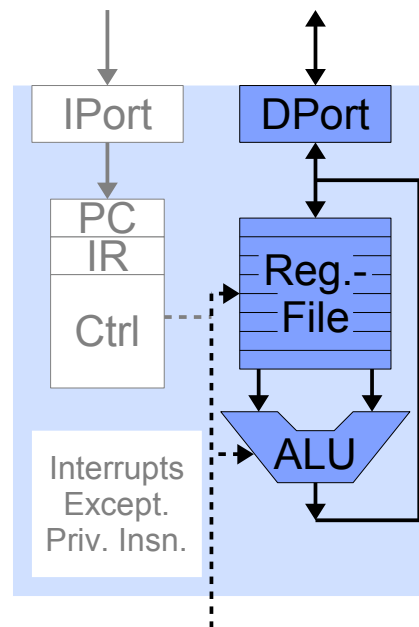 IPort
DPort
PC
IR
Ctrl
Reg.-
File
ALU
Interrupts
Except.
Priv. Insn.